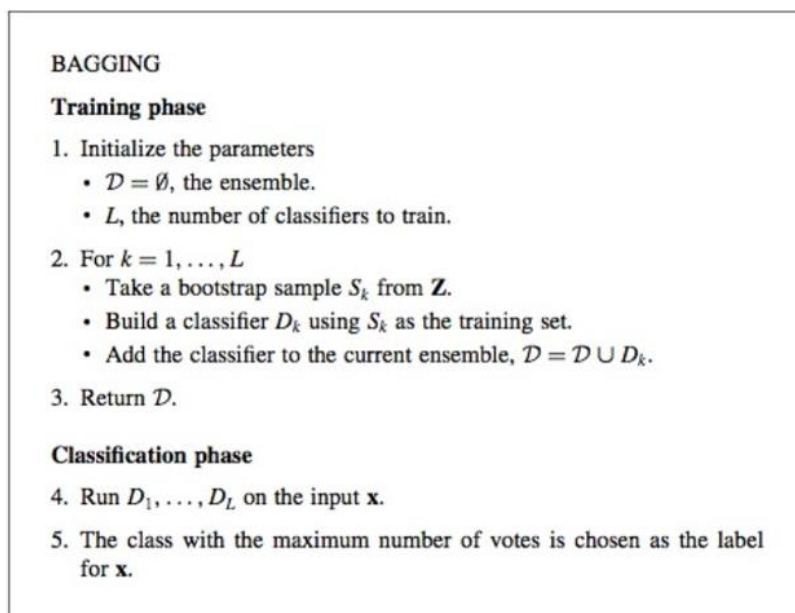 BAGGING
Training phase
1. Initialize the parameters
• 𝒟 = Ø, the ensemble.
• L, the number of classifiers to train.
2. For k = 1, . . . , L
• Take a bootstrap sample Sₖ from Z.
• Build a classifier Dₖ using Sₖ as the training set.
• Add the classifier to the current ensemble, 𝒟 = 𝒟 ∪ Dₖ.
3. Return 𝒟.
Classification phase
4. Run D₁, . . . , D_L on the input x.
5. The class with the maximum number of votes is chosen as the label
for x.